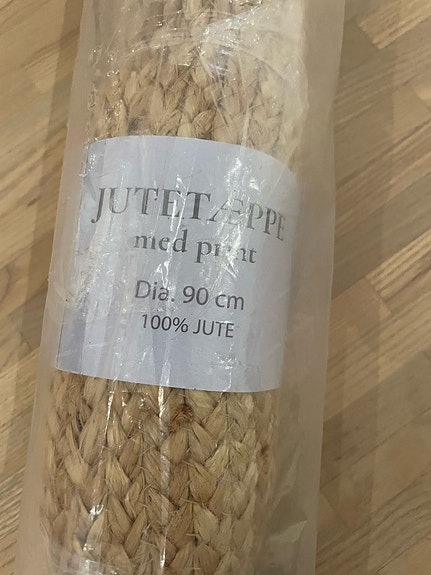 JUTETÆPPE
med print
Dia. 90 cm
100% JUTE